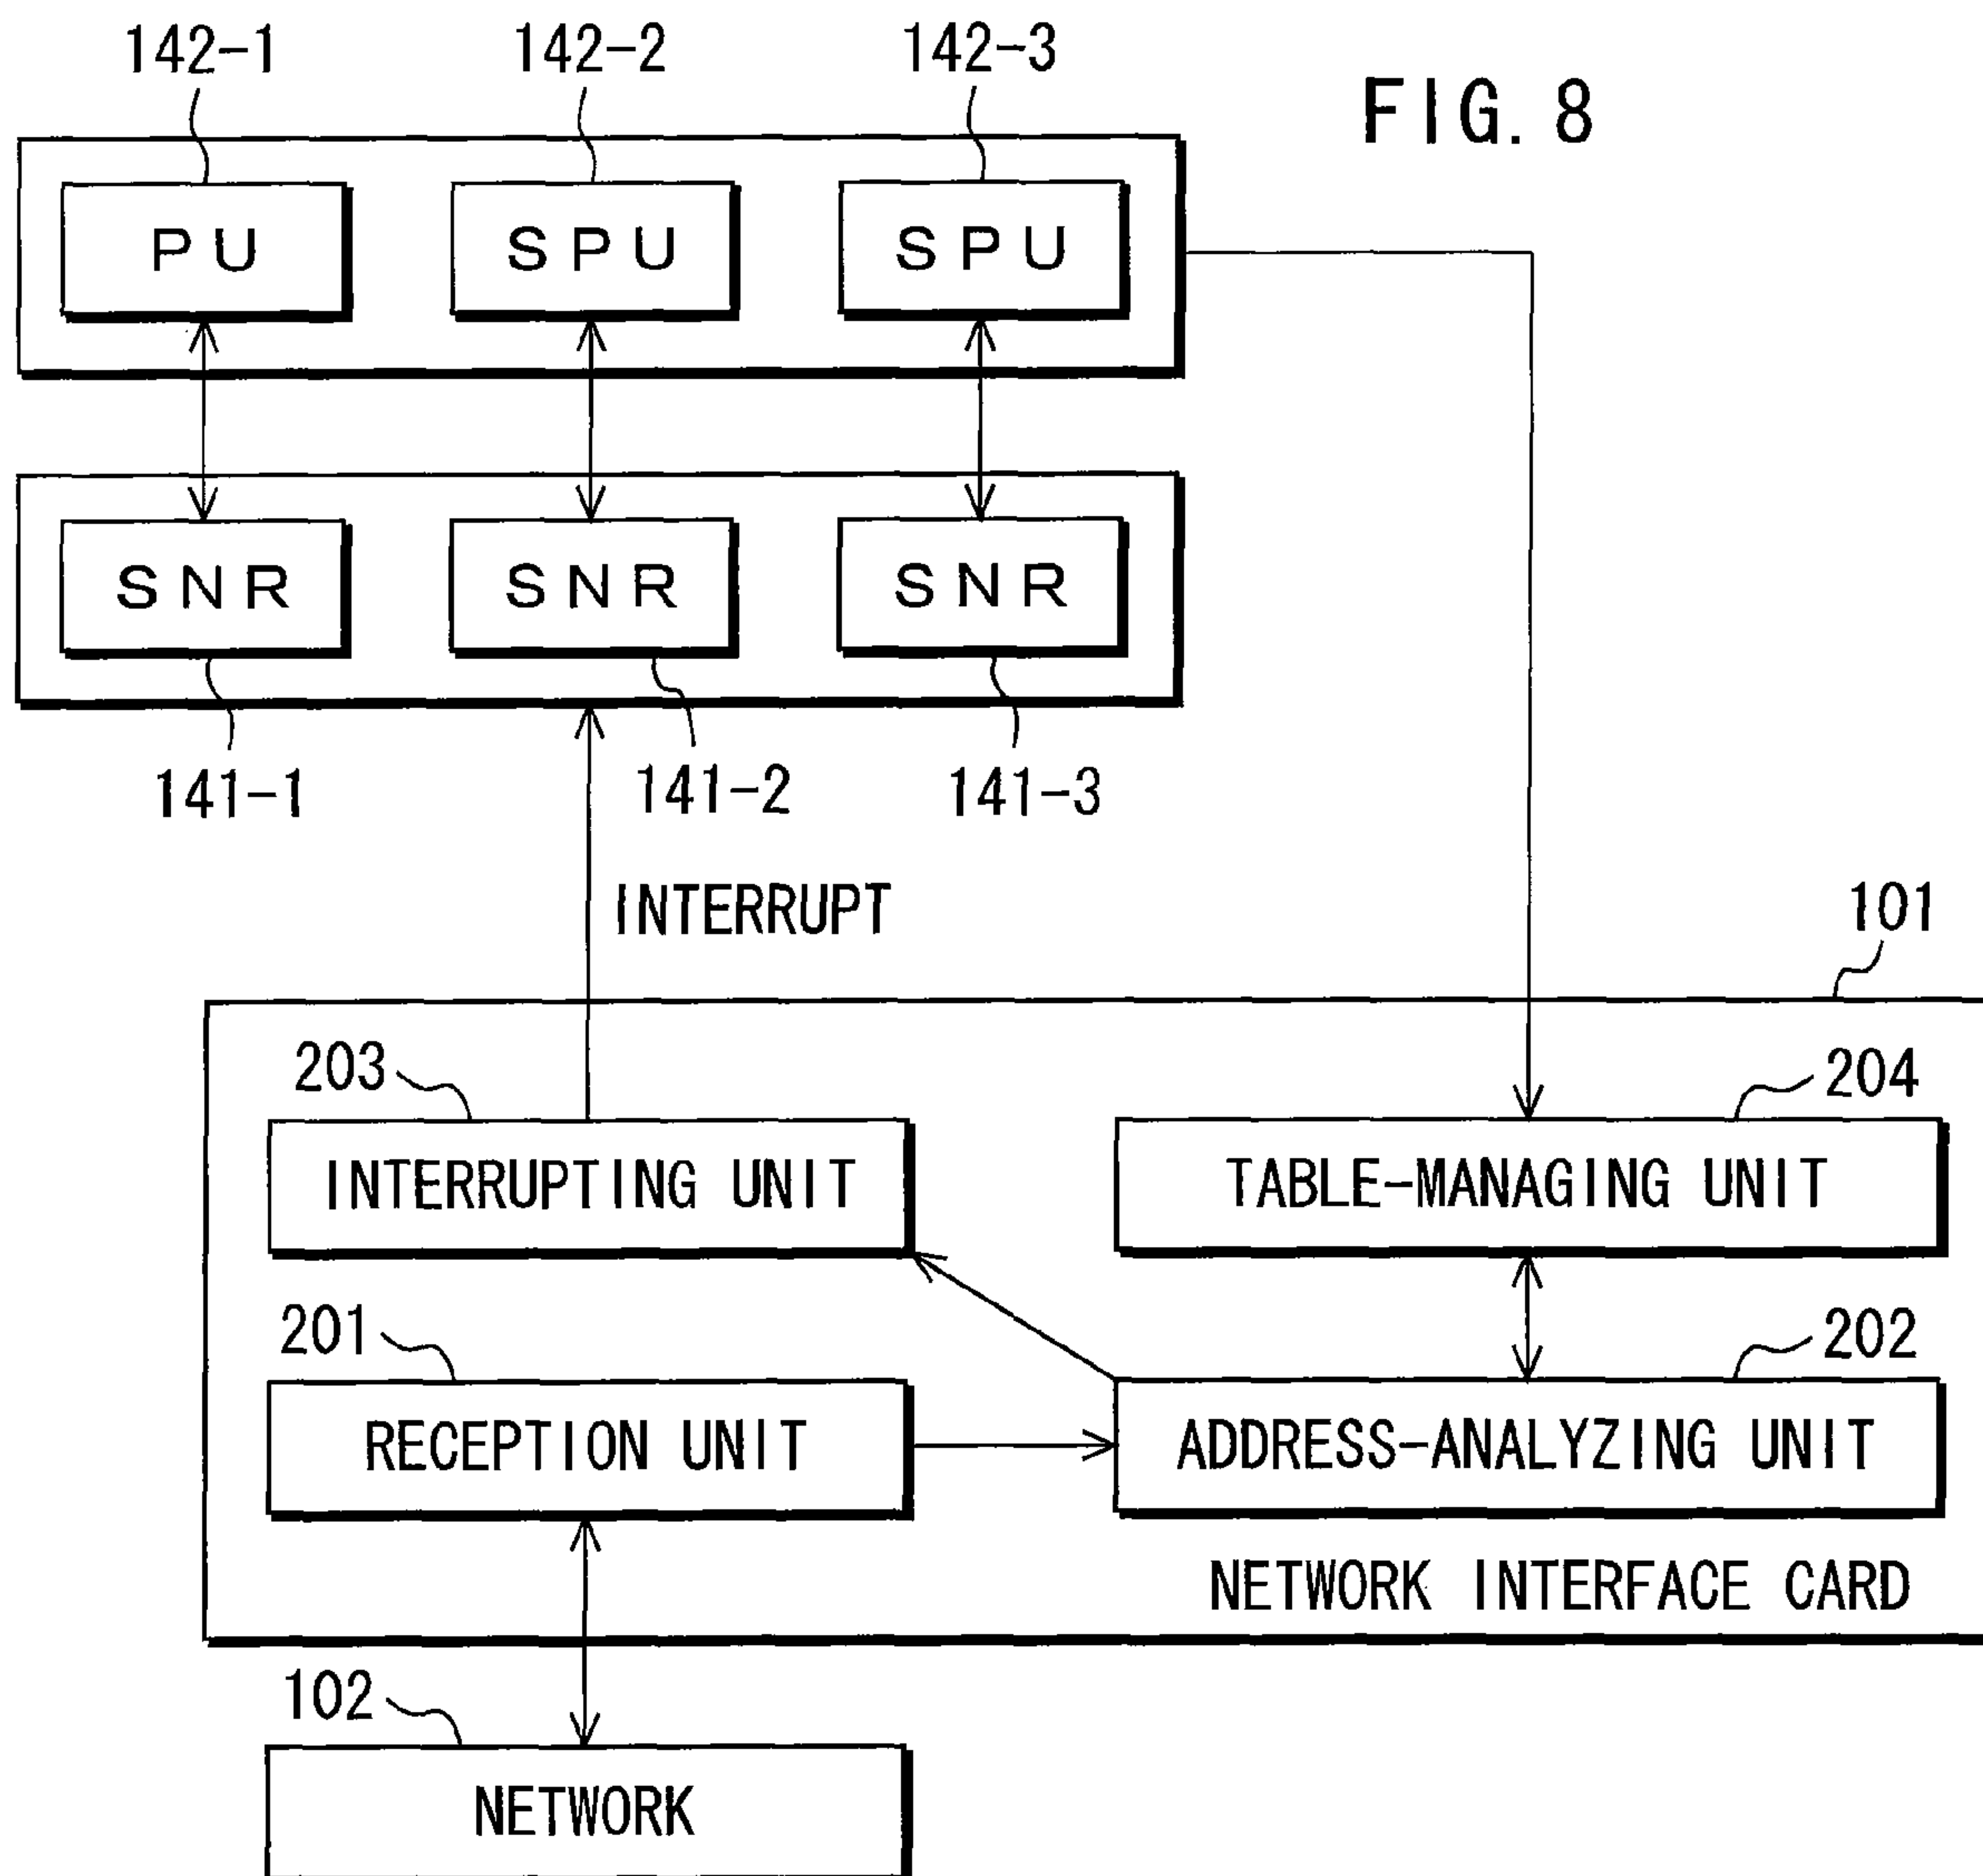 142-1 142-2 142-3
FIG. 8
PU SPU SPU
SNR SNR SNR
141-1 141-2 141-3
INTERRUPT
101
203 204
INTERRUPTING UNIT TABLE-MANAGING UNIT
201 202
RECEPTION UNIT ADDRESS-ANALYZING UNIT
NETWORK INTERFACE CARD
102
NETWORK